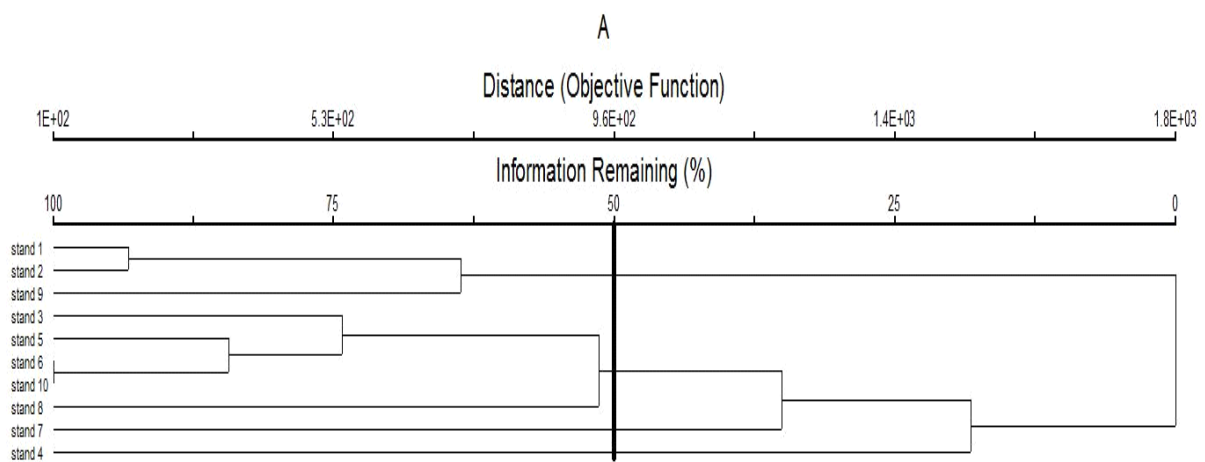 A
Distance (Objective Function)
1E+02 5.3E+02 9.6E+02 1.4E+03 1.8E+03
Information Remaining (%)
100 75 50 25 0
stand 1
stand 2
stand 9
stand 3
stand 5
stand 6
stand 10
stand 8
stand 7
stand 4